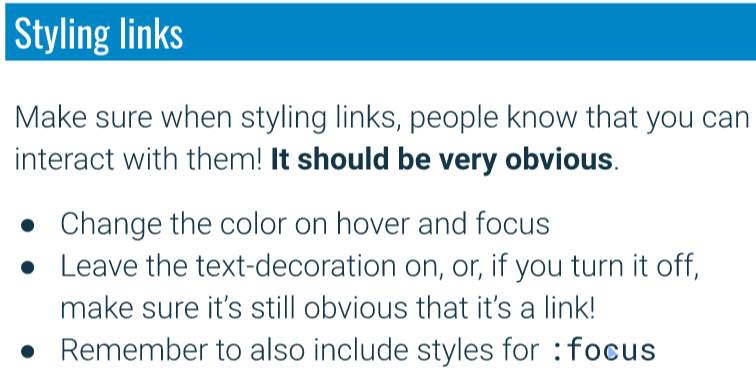 Styling links
Make sure when styling links, people know that you can
interact with them! It should be very obvious.
● Change the color on hover and focus
● Leave the text-decoration on, or, if you turn it off,
make sure it’s still obvious that it’s a link!
● Remember to also include styles for :focus